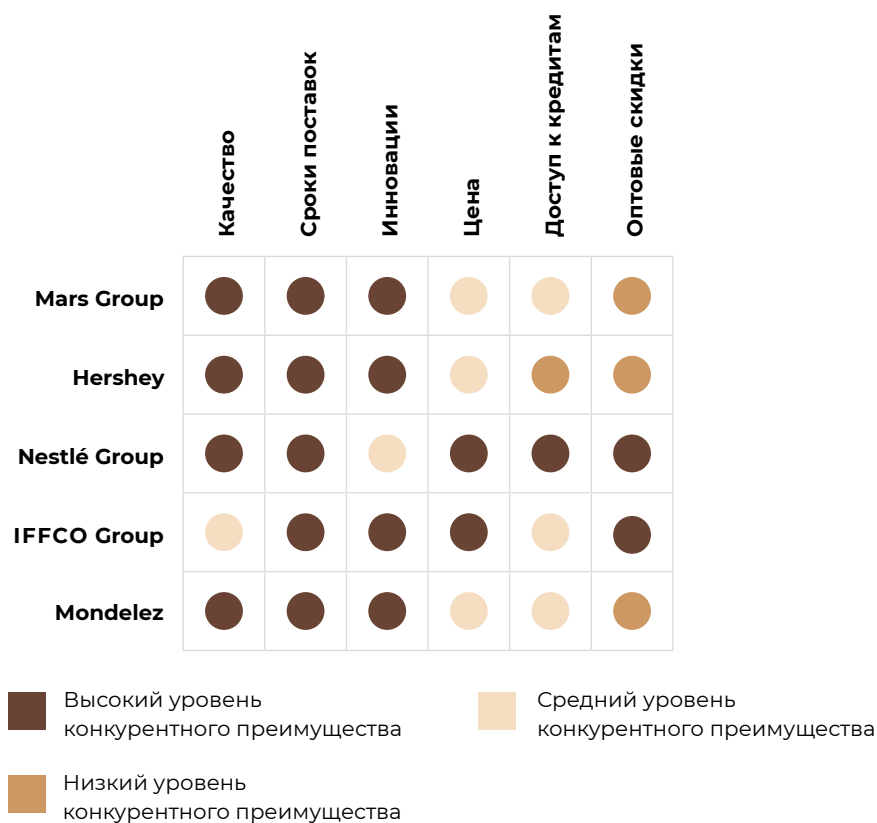 Качество
Сроки поставок
Инновации
Цена
Доступ к кредитам
Оптовые скидки
Mars Group
Hershey
Nestlé Group
IFFCO Group
Mondelez
Высокий уровень
конкурентного преимущества
Средний уровень
конкурентного преимущества
Низкий уровень
конкурентного преимущества